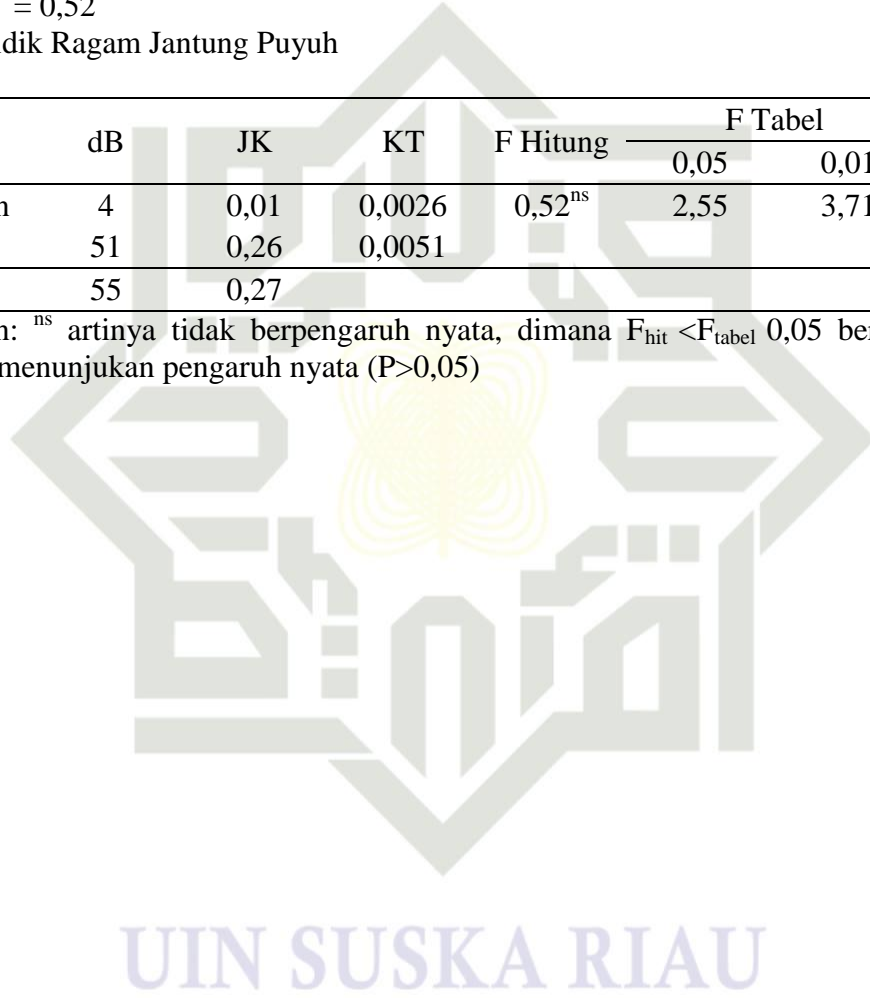 = 0,52
idik Ragam Jantung Puyuh
dB JK KT F Hitung F Tabel
0,05 0,01
n 4 0,01 0,0026 0,52ns 2,55 3,71
51 0,26 0,0051
55 0,27
n: ns artinya tidak berpengaruh nyata, dimana Fhit <Ftabel 0,05 ber
menunjukan pengaruh nyata (P>0,05)
UIN SUSKA RIAU